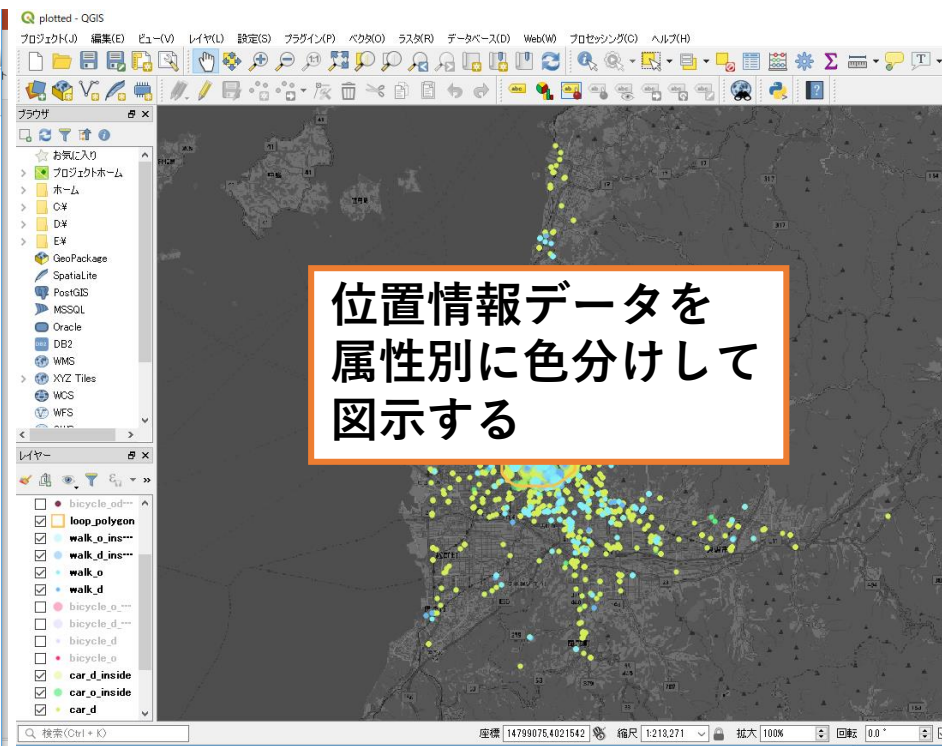 plotted - QGIS
プロジェクト(J) 編集(E) ビュー(V) レイヤ(L) 設定(S) プラグイン(P) ベクタ(O) ラスタ(R) データベース(D) Web(W) プロセッシング(C) ヘルプ(H)
ブラウザ
お気に入り
プロジェクトホーム
ホーム
C:¥
D:¥
E:¥
GeoPackage
SpatiaLite
PostGIS
MSSQL
Oracle
DB2
WMS
XYZ Tiles
WCS
WFS
位置情報データを
属性別に色分けして
図示する
レイヤー
bicycle_od…
loop_polygon
walk_o_ins…
walk_d_ins…
walk_o
walk_d
bicycle_o_…
bicycle_d_…
bicycle_d
bicycle_o
car_d_inside
car_o_inside
car_d
検索(Ctrl + K) 座標 14799075,4021542 縮尺 1:213,271 拡大 100% 回転 0.0 °